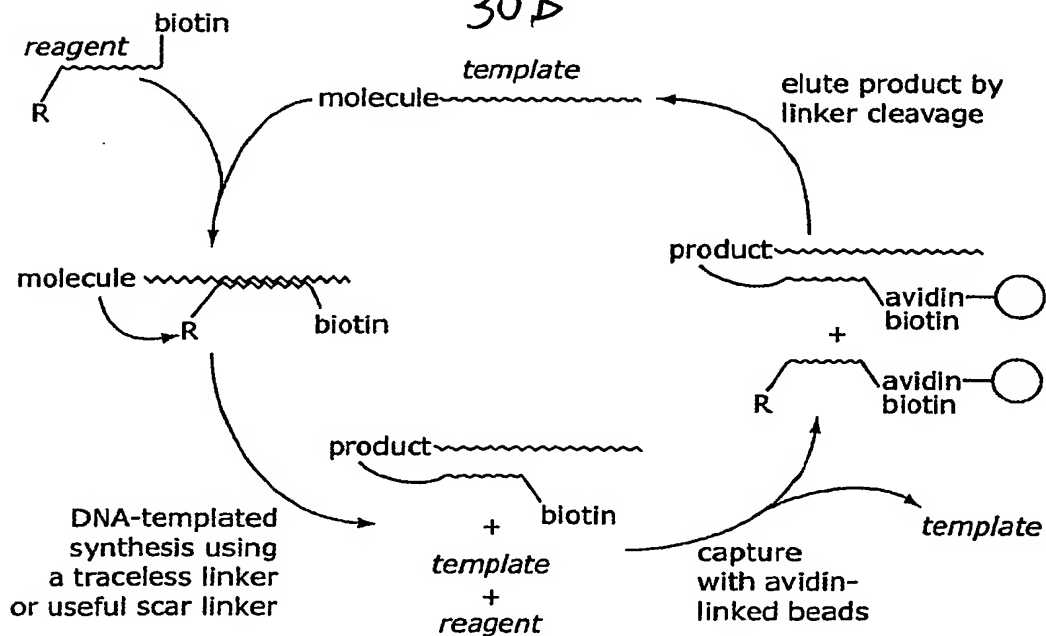 30D
biotin
reagent
R
template
molecule
elute product by
linker cleavage
molecule
R
biotin
product
avidin
biotin
+
R
avidin
biotin
DNA-templated
synthesis using
a traceless linker
or useful scar linker
product
biotin
+
template
+
reagent
capture
with avidin-
linked beads
template